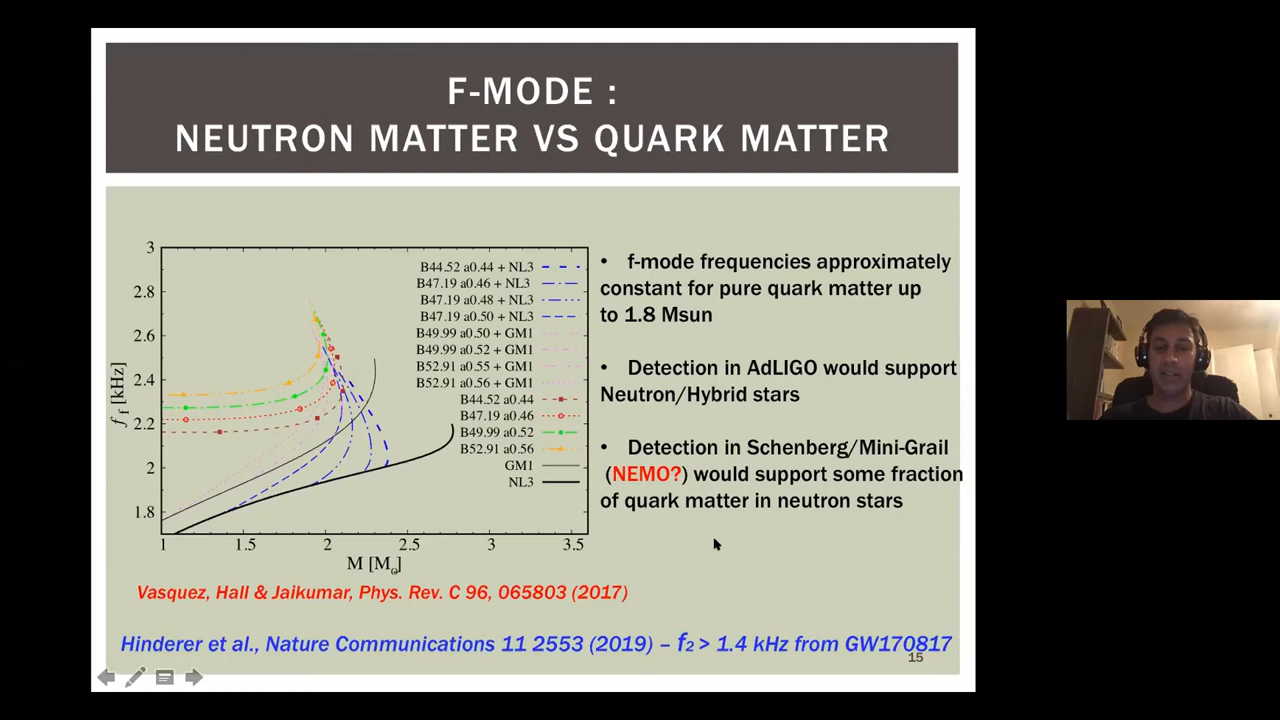 F-MODE :
NEUTRON MATTER VS QUARK MATTER
3
2.8
2.6
2.4
2.2
2
1.8
f_f [kHz]
B44.52 a0.44 + NL3
B47.19 a0.46 + NL3
B47.19 a0.48 + NL3
B47.19 a0.50 + NL3
B49.99 a0.50 + GM1
B49.99 a0.52 + GM1
B52.91 a0.55 + GM1
B52.91 a0.56 + GM1
B44.52 a0.44
B47.19 a0.46
B49.99 a0.52
B52.91 a0.56
GM1
NL3
1 1.5 2 2.5 3 3.5
M [M⊙]
• f-mode frequencies approximately
constant for pure quark matter up
to 1.8 Msun
• Detection in AdLIGO would support
Neutron/Hybrid stars
• Detection in Schenberg/Mini-Grail
(NEMO?) would support some fraction
of quark matter in neutron stars
Vasquez, Hall & Jaikumar, Phys. Rev. C 96, 065803 (2017)
Hinderer et al., Nature Communications 11 2553 (2019) – f2 > 1.4 kHz from GW170817
15